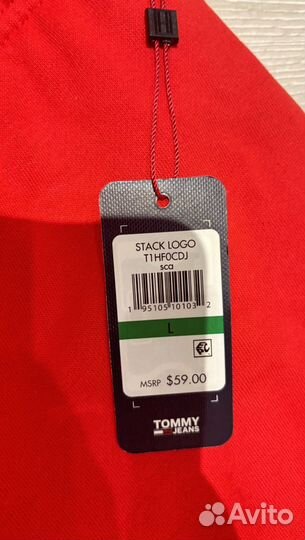 STACK LOGO
T1HF0CDJ
sca
1 95105 10103 2
L
MSRP $59.00
TOMMY
JEANS
Avito